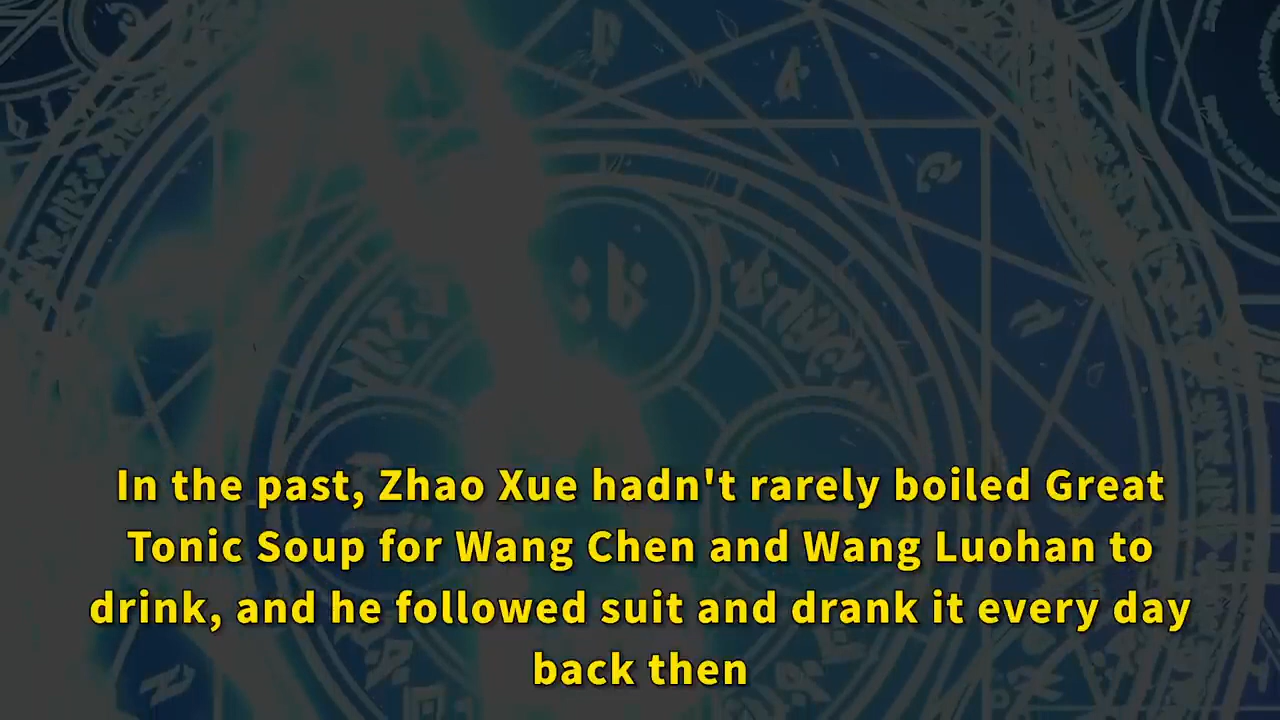 In the past, Zhao Xue hadn't rarely boiled Great
Tonic Soup for Wang Chen and Wang Luohan to
drink, and he followed suit and drank it every day
back then